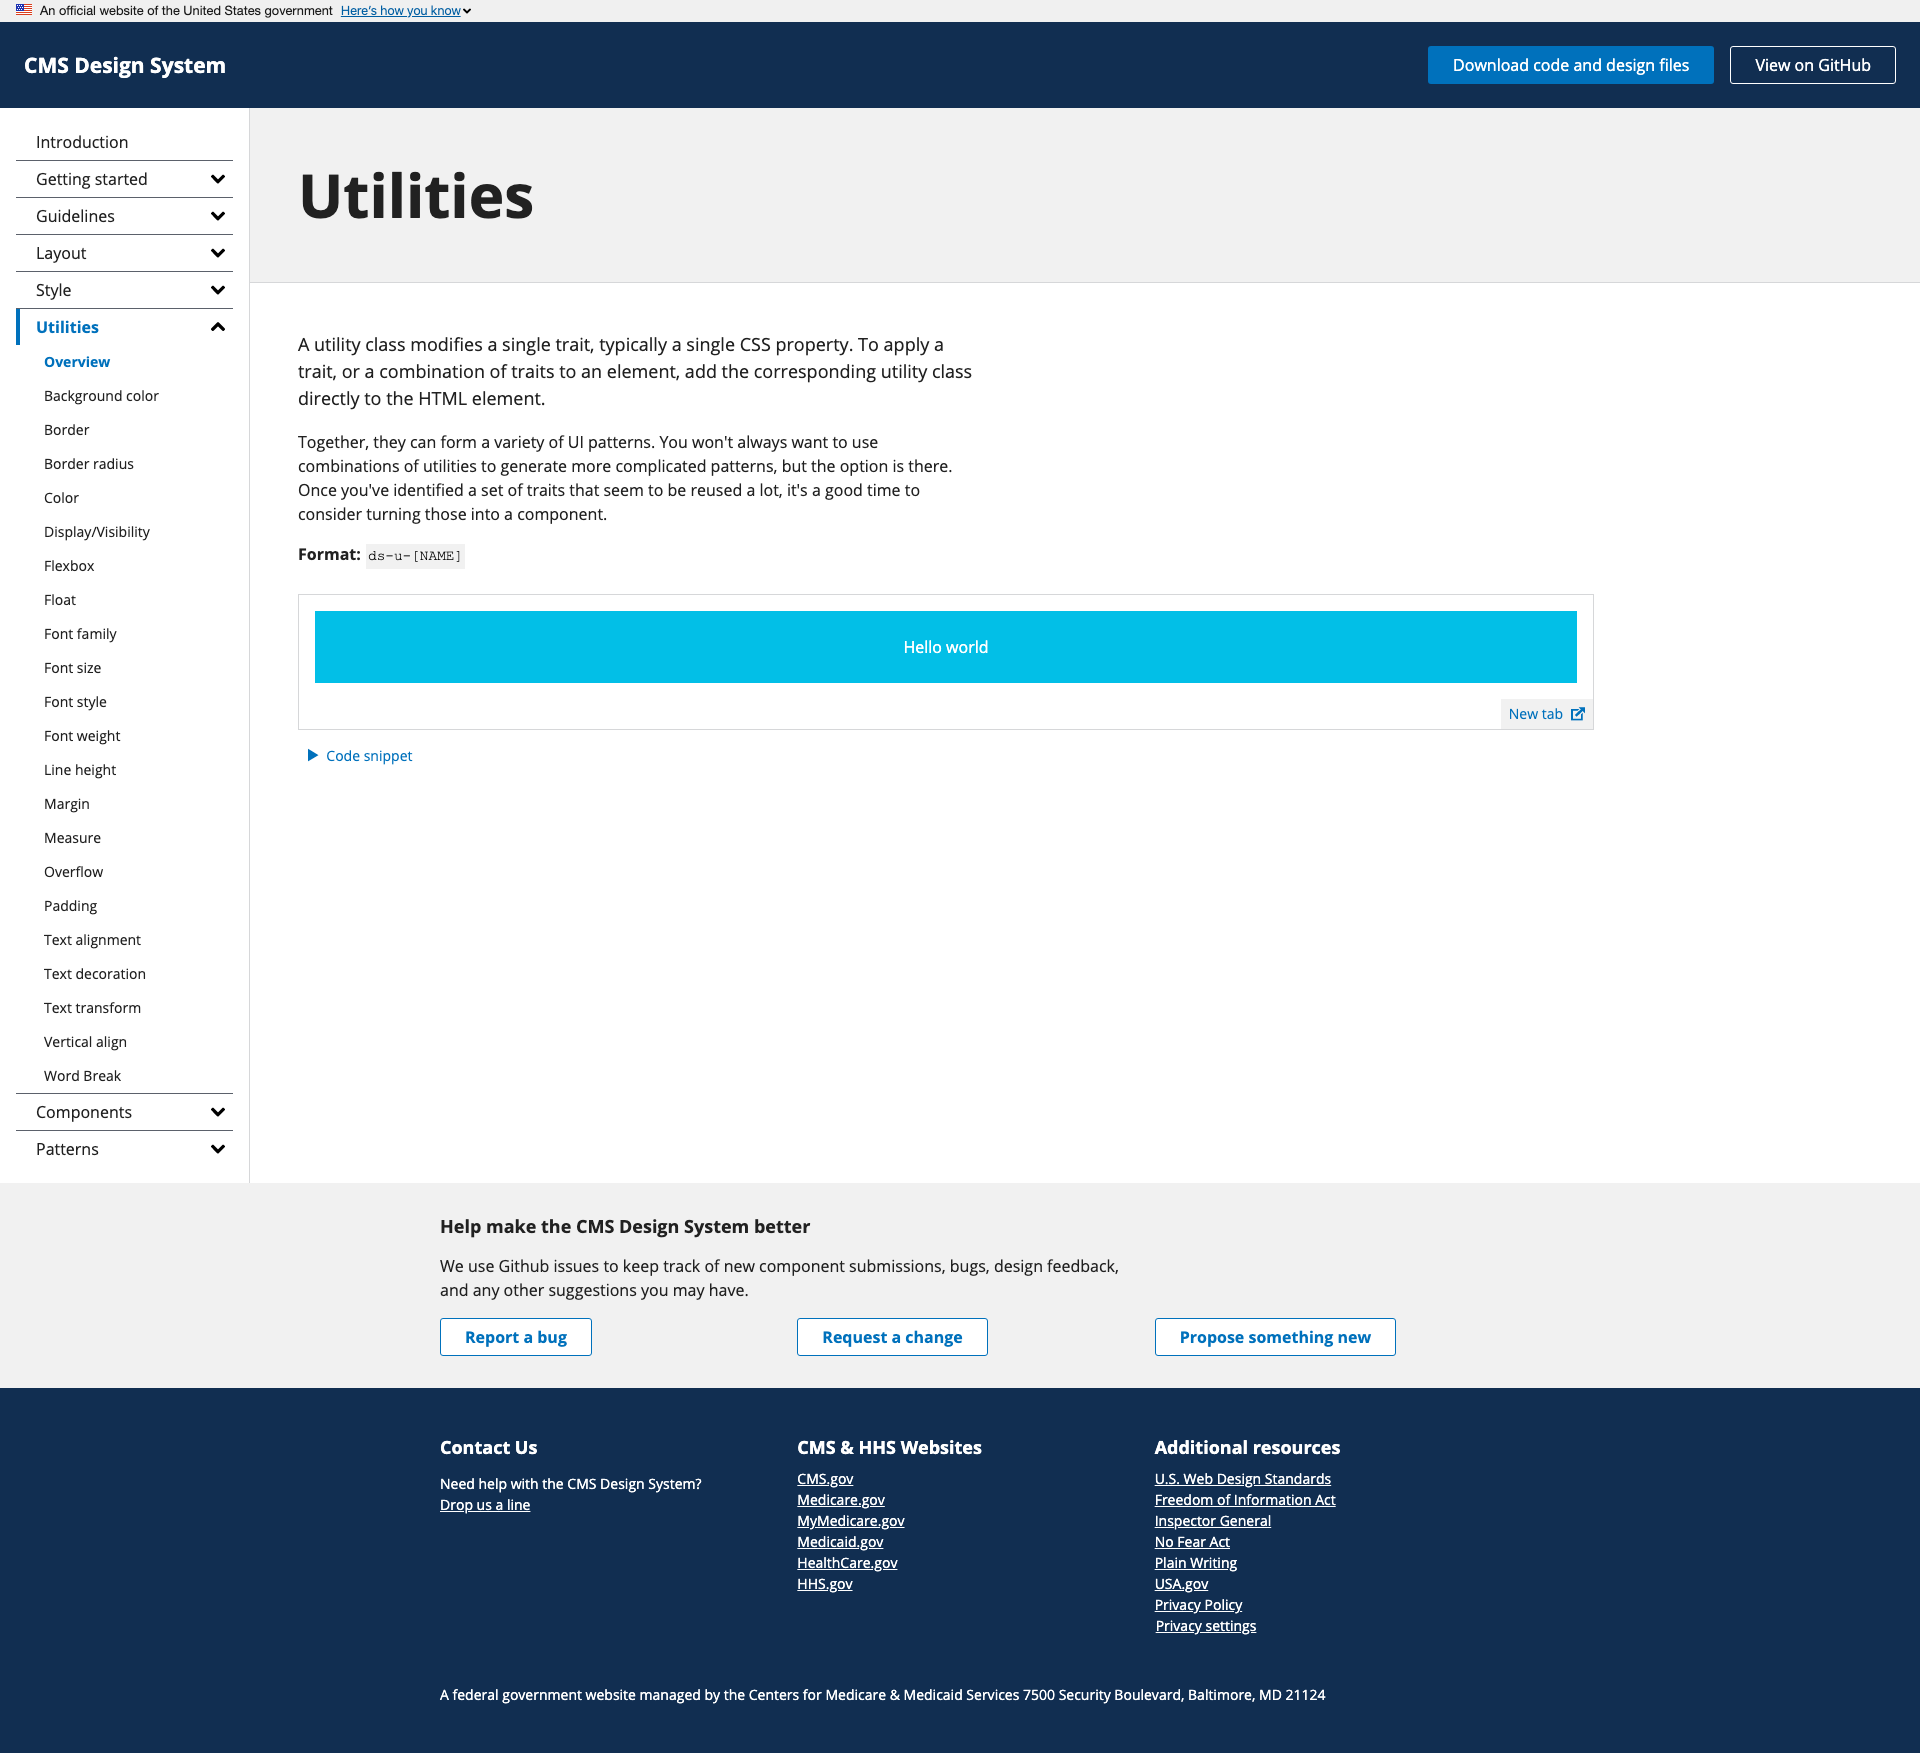 An official website of the United States government Here's how you know
CMS Design System
Download code and design files
View on GitHub
Introduction
Getting started
Guidelines
Layout
Style
Utilities
Overview
Background color
Border
Border radius
Color
Display/Visibility
Flexbox
Float
Font family
Font size
Font style
Font weight
Line height
Margin
Measure
Overflow
Padding
Text alignment
Text decoration
Text transform
Vertical align
Word Break
Components
Patterns
Utilities
A utility class modifies a single trait, typically a single CSS property. To apply a
trait, or a combination of traits to an element, add the corresponding utility class
directly to the HTML element.
Together, they can form a variety of UI patterns. You won't always want to use
combinations of utilities to generate more complicated patterns, but the option is there.
Once you've identified a set of traits that seem to be reused a lot, it's a good time to
consider turning those into a component.
Format: ds-u-[NAME]
Hello world
New tab
Code snippet
Help make the CMS Design System better
We use Github issues to keep track of new component submissions, bugs, design feedback,
and any other suggestions you may have.
Report a bug
Request a change
Propose something new
Contact Us
Need help with the CMS Design System?
Drop us a line
CMS & HHS Websites
CMS.gov
Medicare.gov
MyMedicare.gov
Medicaid.gov
HealthCare.gov
HHS.gov
Additional resources
U.S. Web Design Standards
Freedom of Information Act
Inspector General
No Fear Act
Plain Writing
USA.gov
Privacy Policy
Privacy settings
A federal government website managed by the Centers for Medicare & Medicaid Services 7500 Security Boulevard, Baltimore, MD 21124